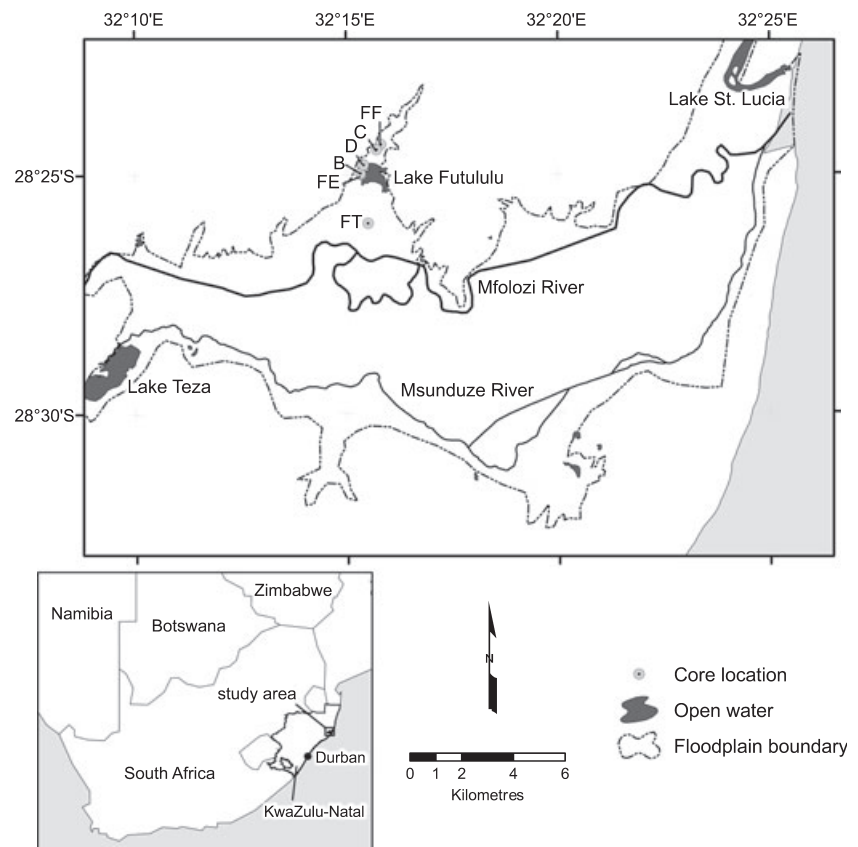 32°10'E
32°15'E
32°20'E
32°25'E
Lake St. Lucia
FF
C
D
B
FE
Lake Futululu
28°25'S
FT
Mfolozi River
Lake Teza
Msunduze River
28°30'S
Namibia
Botswana
Zimbabwe
study area
South Africa
Durban
KwaZulu-Natal
N
0 1 2 4 6
Kilometres
Core location
Open water
Floodplain boundary